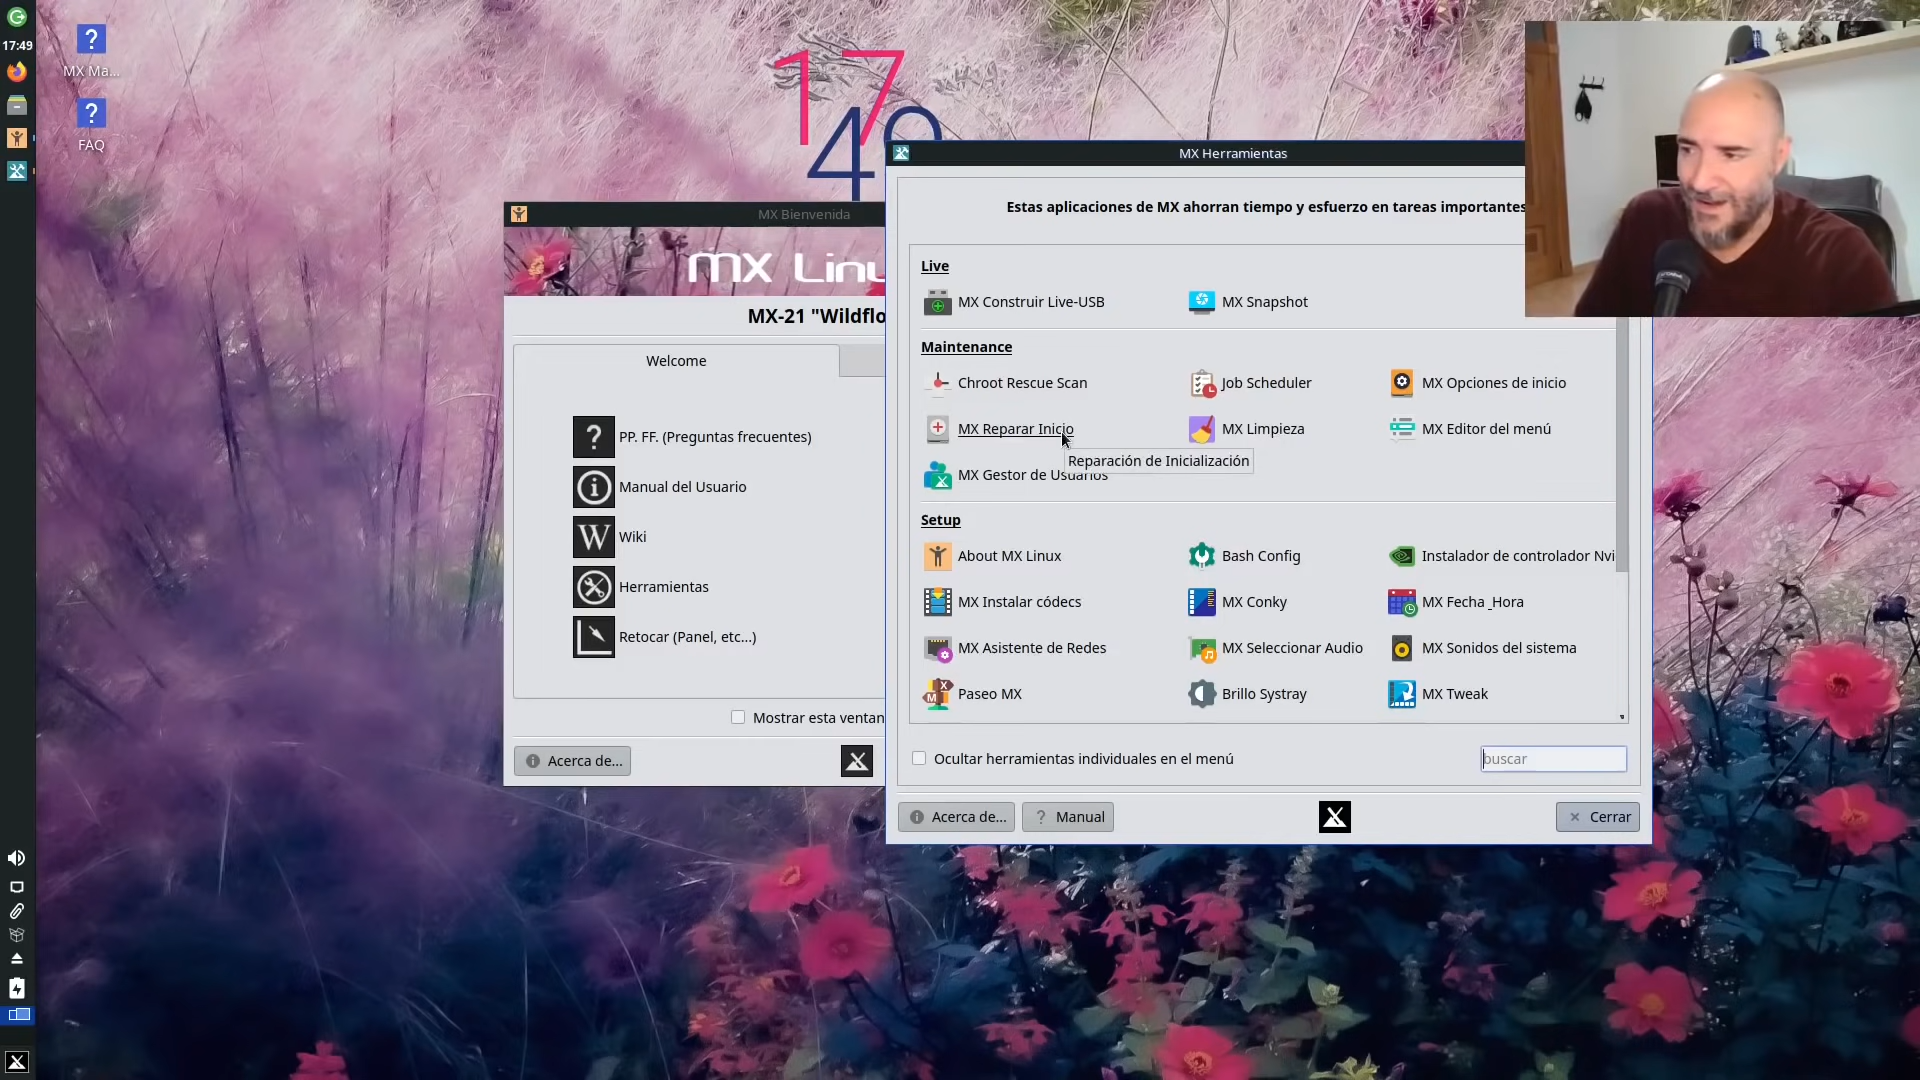 17:49
MX Ma...
FAQ
17
49
MX Bienvenida
MX Linu
MX-21 "Wildflo
Welcome
PP. FF. (Preguntas frecuentes)
Manual del Usuario
Wiki
Herramientas
Retocar (Panel, etc...)
Mostrar esta ventan
Acerca de...
MX Herramientas
Estas aplicaciones de MX ahorran tiempo y esfuerzo en tareas importantes
Live
MX Construir Live-USB
MX Snapshot
Maintenance
Chroot Rescue Scan
Job Scheduler
MX Opciones de inicio
MX Reparar Inicio
MX Limpieza
MX Editor del menú
Reparación de Inicialización
MX Gestor de Usuarios
Setup
About MX Linux
Bash Config
Instalador de controlador Nvi
MX Instalar códecs
MX Conky
MX Fecha _Hora
MX Asistente de Redes
MX Seleccionar Audio
MX Sonidos del sistema
Paseo MX
Brillo Systray
MX Tweak
Ocultar herramientas individuales en el menú
buscar
Acerca de...
? Manual
Cerrar